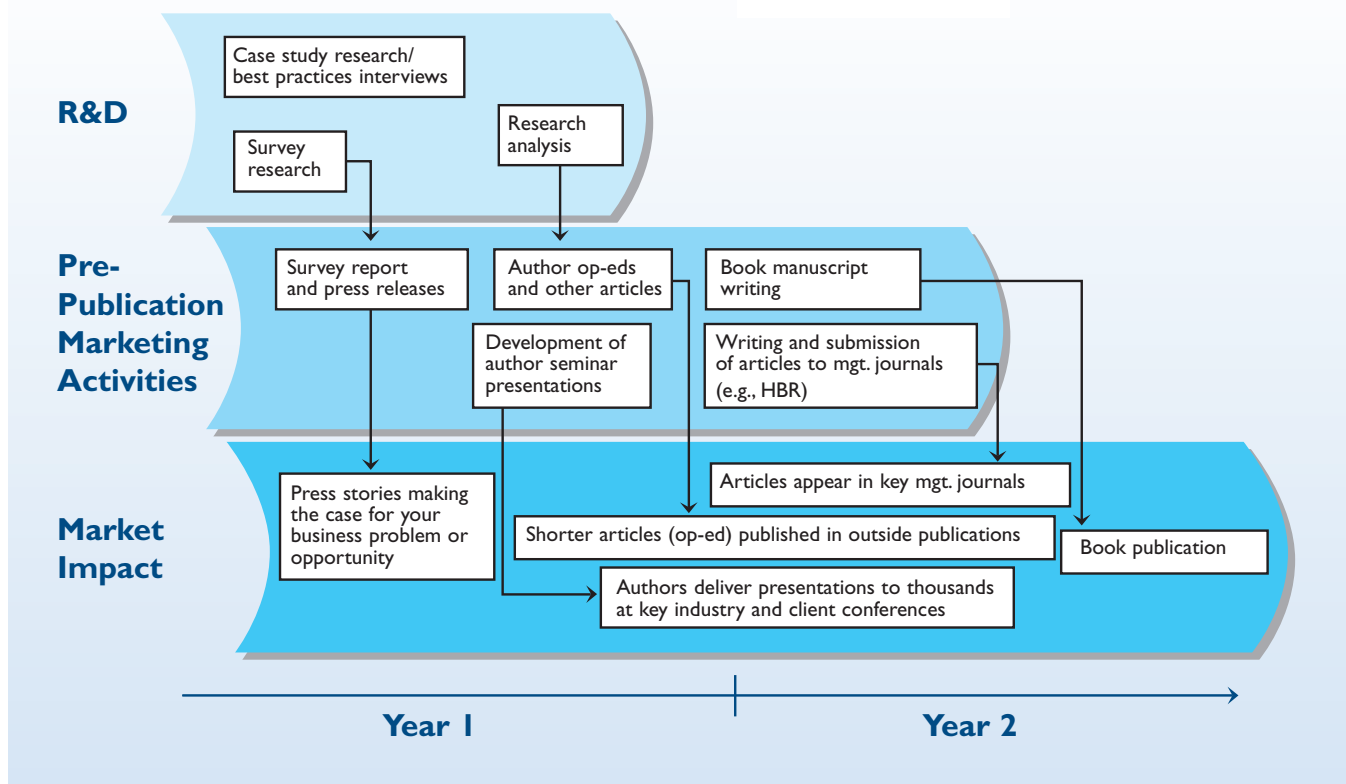 R&D
Case study research/
best practices interviews
Survey
research
Research
analysis
Pre-
Publication
Marketing
Activities
Survey report
and press releases
Author op-eds
and other articles
Book manuscript
writing
Development of
author seminar
presentations
Writing and submission
of articles to mgt. journals
(e.g., HBR)
Market
Impact
Press stories making
the case for your
business problem or
opportunity
Articles appear in key mgt. journals
Shorter articles (op-ed) published in outside publications
Book publication
Authors deliver presentations to thousands
at key industry and client conferences
Year 1
Year 2